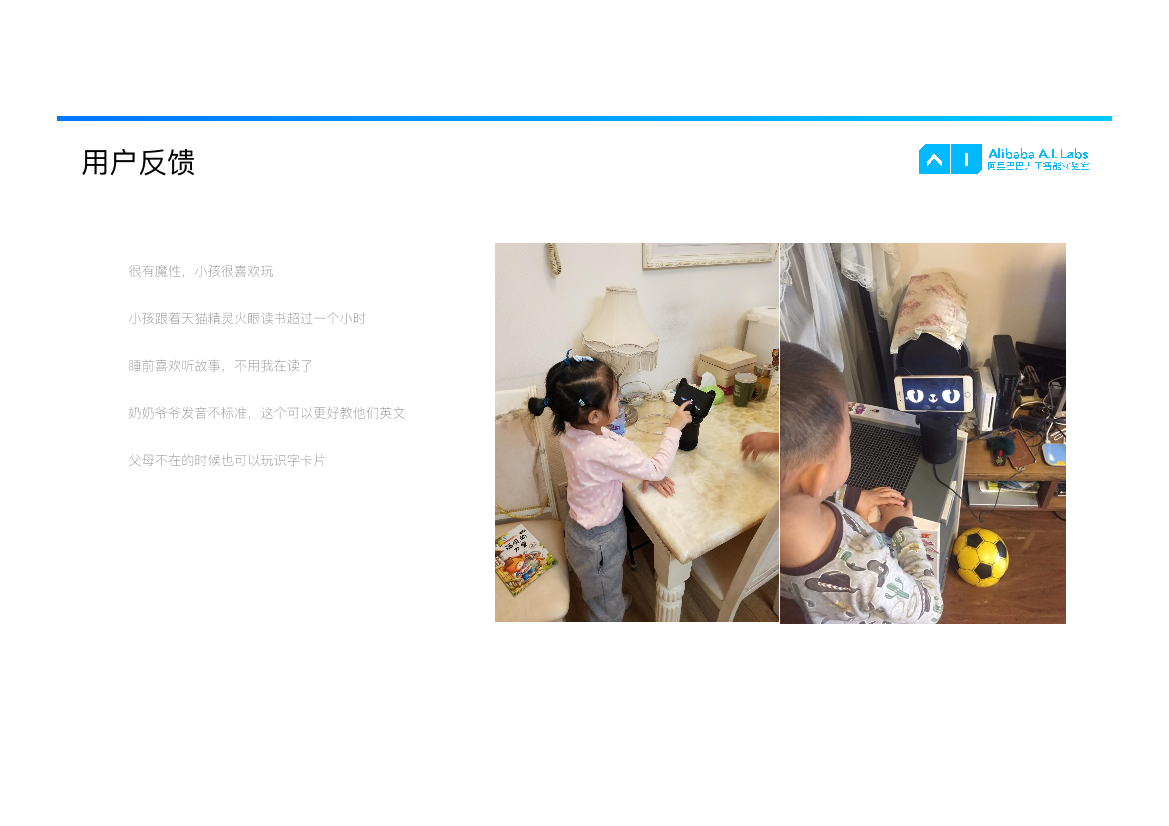 用户反馈
Alibaba A.I. Labs
阿里巴巴人工智能实验室
很有魔性，小孩很喜欢玩
小孩跟着天猫精灵火眼读书超过一个小时
睡前喜欢听故事，不用我在读了
奶奶爷爷发音不标准，这个可以更好教他们英文
父母不在的时候也可以玩识字卡片